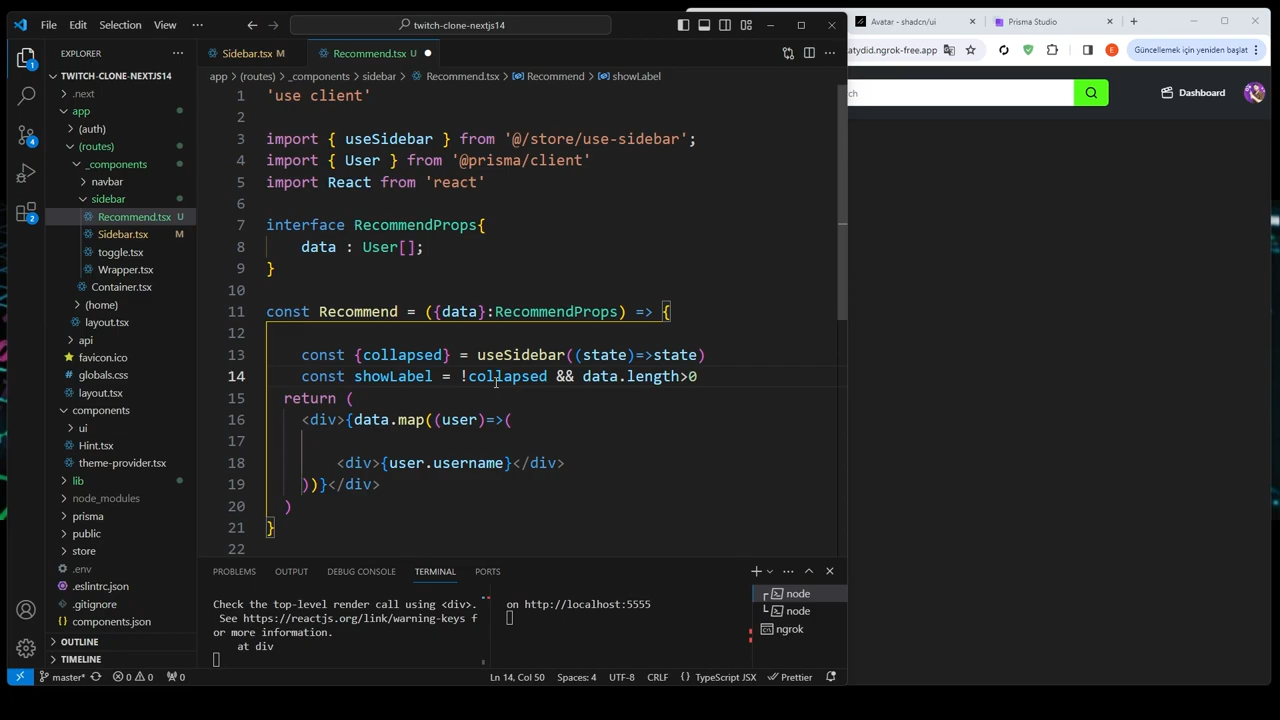 File Edit Selection View ··· twitch-clone-nextjs14
Avatar - shadcn/ui Prisma Studio
EXPLORER ··· Sidebar.tsx M Recommend.tsx
atydid.ngrok-free.app E Güncellemek için yeniden başlat
TWITCH-CLONE-NEXTJS14
app > (routes) > _components > sidebar > Recommend.tsx > Recommend > showLabel
ch Dashboard
.next
app
(auth)
(routes)
_components
navbar
sidebar
Recommend.tsx U
Sidebar.tsx M
toggle.tsx
Wrapper.tsx
Container.tsx
(home)
layout.tsx
api
favicon.ico
globals.css
layout.tsx
components
ui
Hint.tsx
theme-provider.tsx
lib
node_modules
prisma
public
store
.env
.eslintrc.json
.gitignore
components.json
OUTLINE
TIMELINE
1 'use client'
2
3 import { useSidebar } from '@/store/use-sidebar';
4 import { User } from '@prisma/client'
5 import React from 'react'
6
7 interface RecommendProps{
8 data : User[];
9 }
10
11 const Recommend = ({data}:RecommendProps) => {
12
13 const {collapsed} = useSidebar((state)=>state)
14 const showLabel = !collapsed && data.length>0
15 return (
16 <div>{data.map((user)=>(
17
18 <div>{user.username}</div>
19 ))}</div>
20 )
21 }
22
PROBLEMS OUTPUT DEBUG CONSOLE TERMINAL PORTS
Check the top-level render call using <div>.
See https://reactjs.org/link/warning-keys f
or more information.
at div
on http://localhost:5555
node
node
ngrok
master* 0 0 0 Ln 14, Col 50 Spaces: 4 UTF-8 CRLF {} TypeScript JSX Prettier